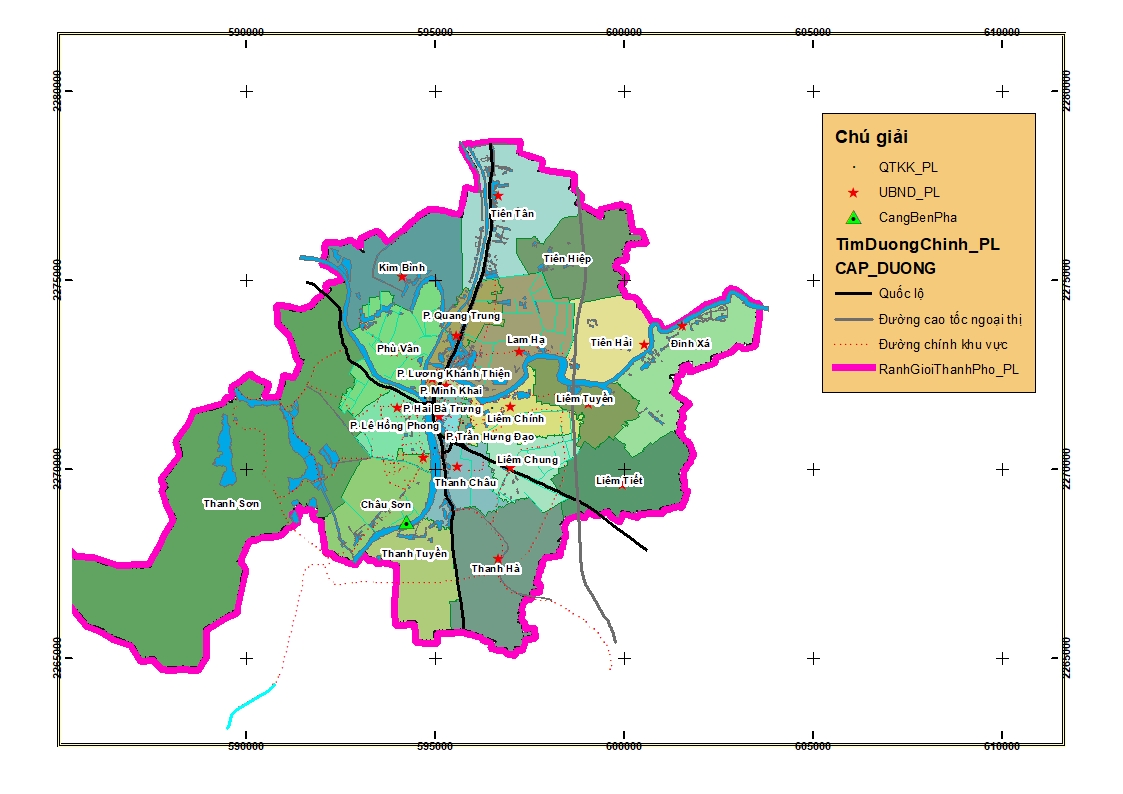 590000 595000 600000 605000 610000
2280000
2280000
Chú giải
QTKK_PL
UBND_PL
CangBenPha
TimDuongChinh_PL
CAP_DUONG
Quốc lộ
Đường cao tốc ngoại thị
Đường chính khu vực
RanhGioiThanhPho_PL
Tiên Tân
Tiên Hiệp
Kim Bình
2275000
2275000
P. Quang Trung
Lam Hạ
Tiên Hải
Đinh Xá
Phù Vân
P. Lương Khánh Thiện
P. Minh Khai
Liêm Tuyền
P. Hai Bà Trưng
Liêm Chính
P. Lê Hồng Phong
P. Trần Hưng Đạo
Liêm Chung
2270000
2270000
Liêm Tiết
Thanh Châu
Thanh Sơn
Châu Sơn
Thanh Tuyền
Thanh Hà
2265000
2265000
590000 595000 600000 605000 610000